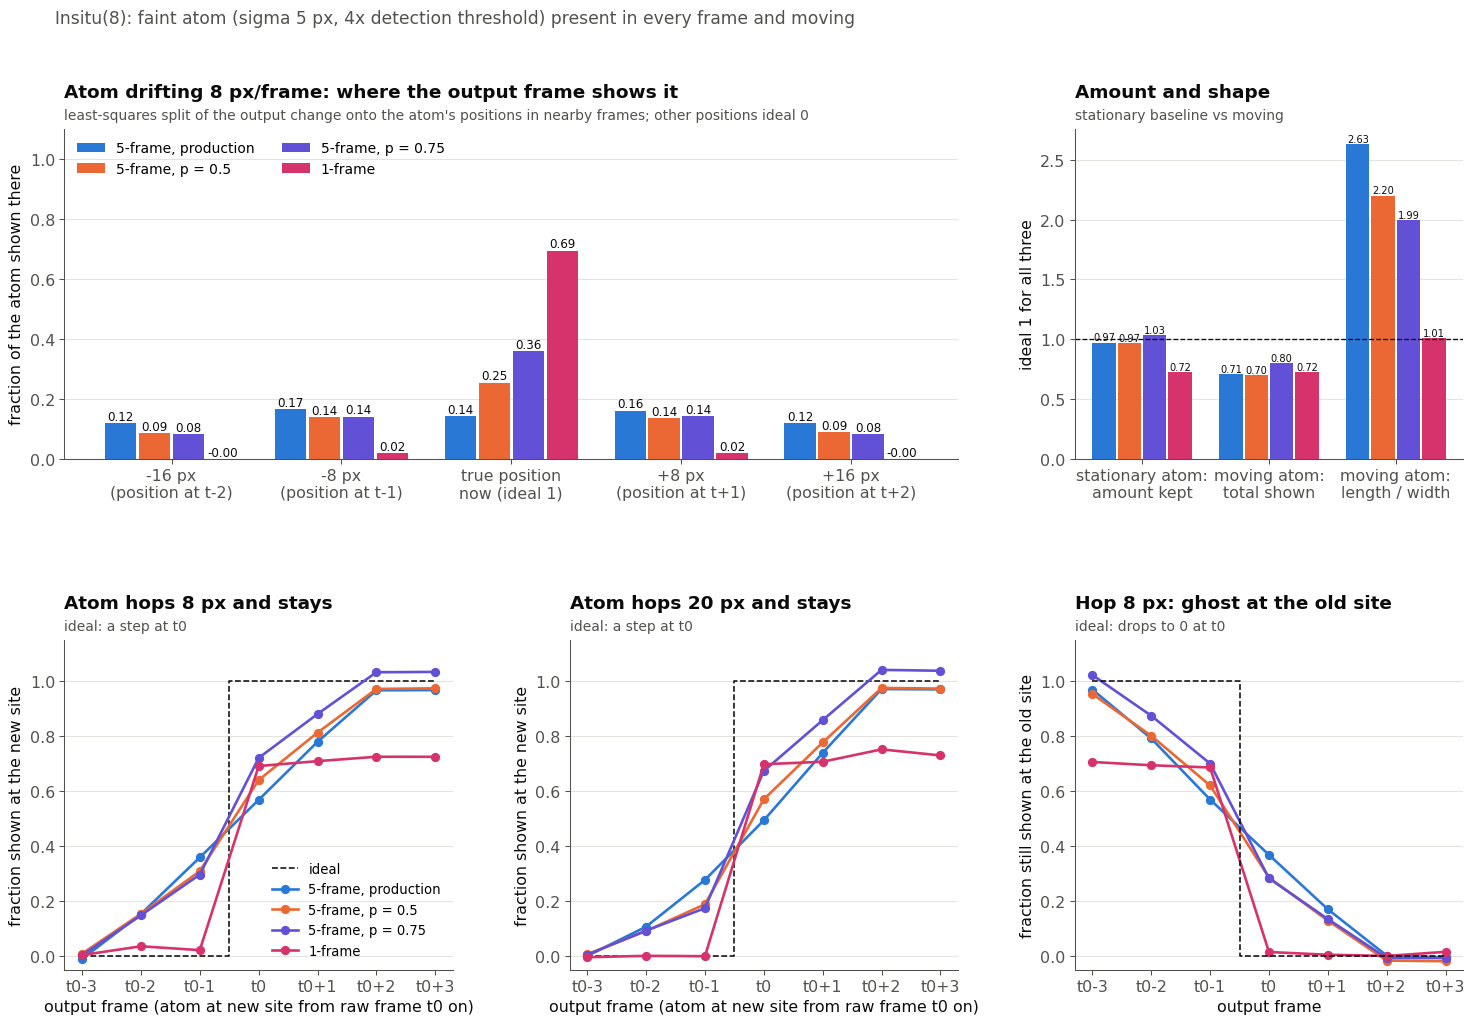 Insitu(8): faint atom (sigma 5 px, 4x detection threshold) present in every frame and moving
Atom drifting 8 px/frame: where the output frame shows it
least-squares split of the output change onto the atom's positions in nearby frames; other positions ideal 0
fraction of the atom shown there
1.0
0.8
0.6
0.4
0.2
0.0
5-frame, production
5-frame, p = 0.5
5-frame, p = 0.75
1-frame
0.12
0.09
0.08
-0.00
0.17
0.14
0.14
0.02
0.14
0.25
0.36
0.69
0.16
0.14
0.14
0.02
0.12
0.09
0.08
-0.00
-16 px
(position at t-2)
-8 px
(position at t-1)
true position
now (ideal 1)
+8 px
(position at t+1)
+16 px
(position at t+2)
Amount and shape
stationary baseline vs moving
ideal 1 for all three
2.5
2.0
1.5
1.0
0.5
0.0
0.97
0.97
1.03
0.72
0.71
0.70
0.80
0.72
2.63
2.20
1.99
1.01
stationary atom:
amount kept
moving atom:
total shown
moving atom:
length / width
Atom hops 8 px and stays
ideal: a step at t0
fraction shown at the new site
1.0
0.8
0.6
0.4
0.2
0.0
ideal
5-frame, production
5-frame, p = 0.5
5-frame, p = 0.75
1-frame
t0-3 t0-2 t0-1 t0 t0+1 t0+2 t0+3
output frame (atom at new site from raw frame t0 on)
Atom hops 20 px and stays
ideal: a step at t0
fraction shown at the new site
1.0
0.8
0.6
0.4
0.2
0.0
t0-3 t0-2 t0-1 t0 t0+1 t0+2 t0+3
output frame (atom at new site from raw frame t0 on)
Hop 8 px: ghost at the old site
ideal: drops to 0 at t0
fraction still shown at the old site
1.0
0.8
0.6
0.4
0.2
0.0
t0-3 t0-2 t0-1 t0 t0+1 t0+2 t0+3
output frame